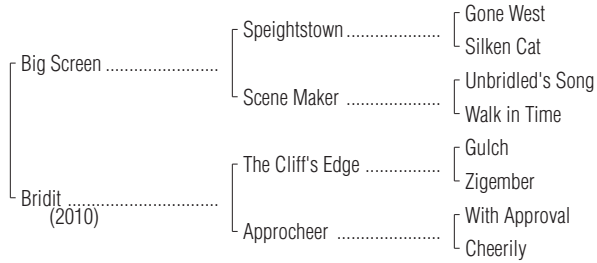 Gone West
Speightstown ....................
Silken Cat
Big Screen ........................
Unbridled's Song
Scene Maker ....................
Walk in Time
Gulch
The Cliff's Edge ................
Zigember
Bridit ................................
(2010)
With Approval
Approcheer ......................
Cheerily